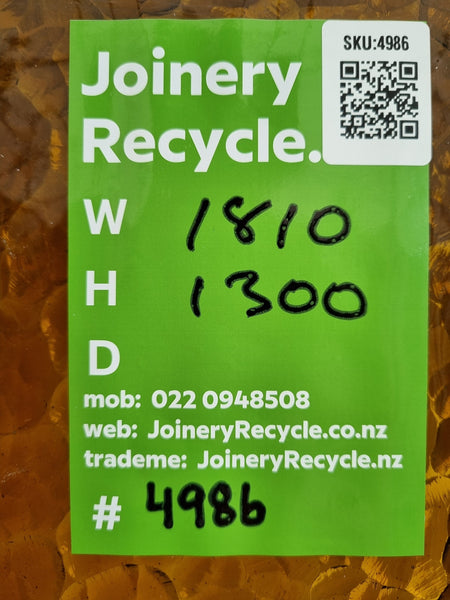 SKU:4986
Joinery
Recycle.
W 1810
H 1300
D
mob: 022 0948508
web: JoineryRecycle.co.nz
trademe: JoineryRecycle.nz
# 4986